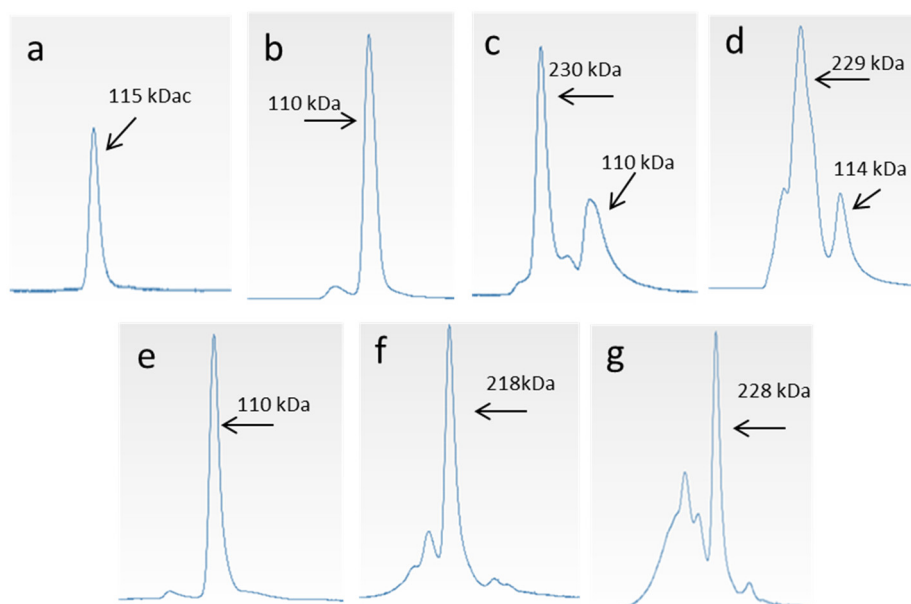 a
115 kDac
b
110 kDa
c
230 kDa
110 kDa
d
229 kDa
114 kDa
e
110 kDa
f
218kDa
g
228 kDa